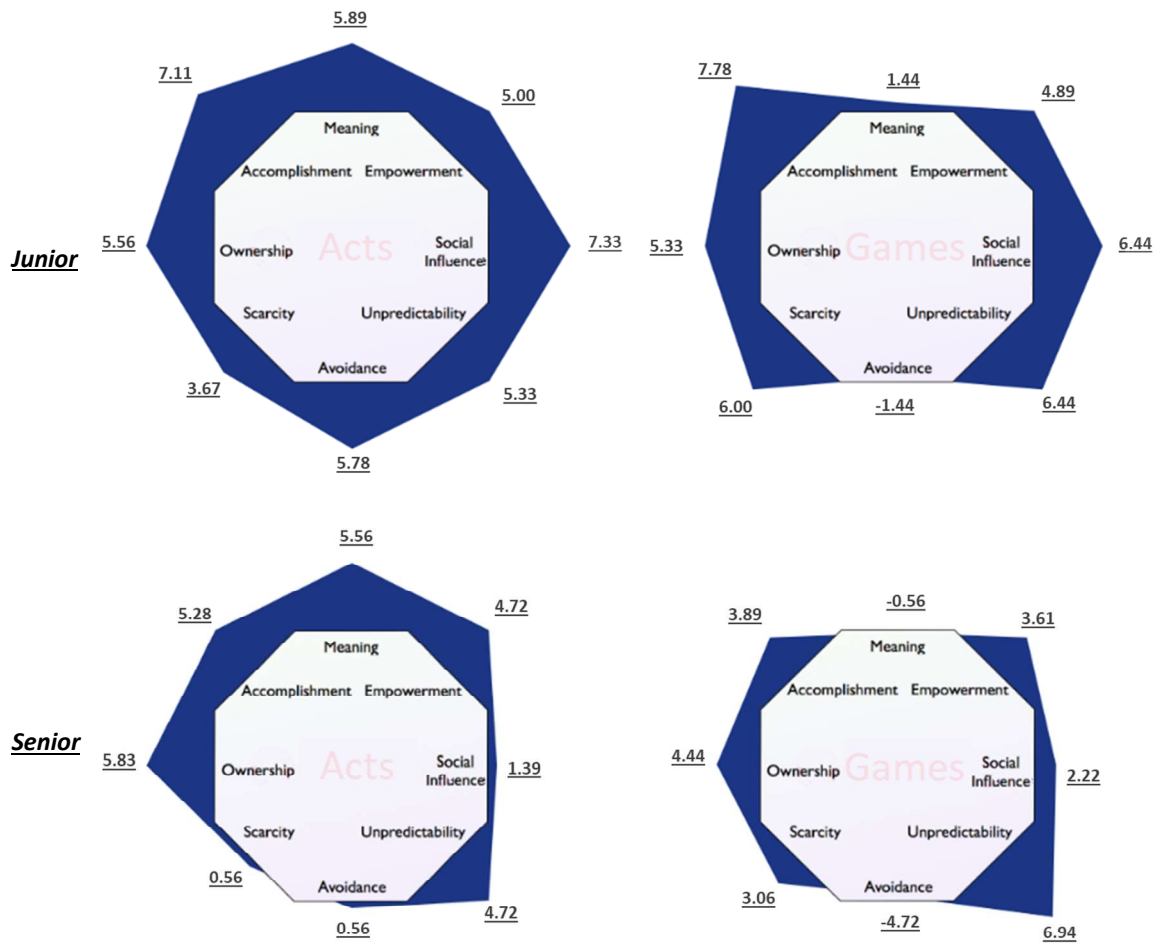 5.89
7.11
5.00
Meaning
Accomplishment Empowerment
5.56
Ownership
Acts
Social
Influence
7.33
Scarcity
Unpredictability
Avoidance
3.67
5.33
5.78
7.78
1.44
4.89
Meaning
Accomplishment Empowerment
5.33
Ownership
Games
Social
Influence
6.44
Scarcity
Unpredictability
Avoidance
6.00
-1.44
6.44
Junior
5.56
5.28
4.72
Meaning
Accomplishment Empowerment
5.83
Ownership
Acts
Social
Influence
1.39
Scarcity
Unpredictability
Avoidance
0.56
0.56
4.72
-0.56
3.89
3.61
Meaning
Accomplishment Empowerment
4.44
Ownership
Games
Social
Influence
2.22
Scarcity
Unpredictability
Avoidance
3.06
-4.72
6.94
Senior